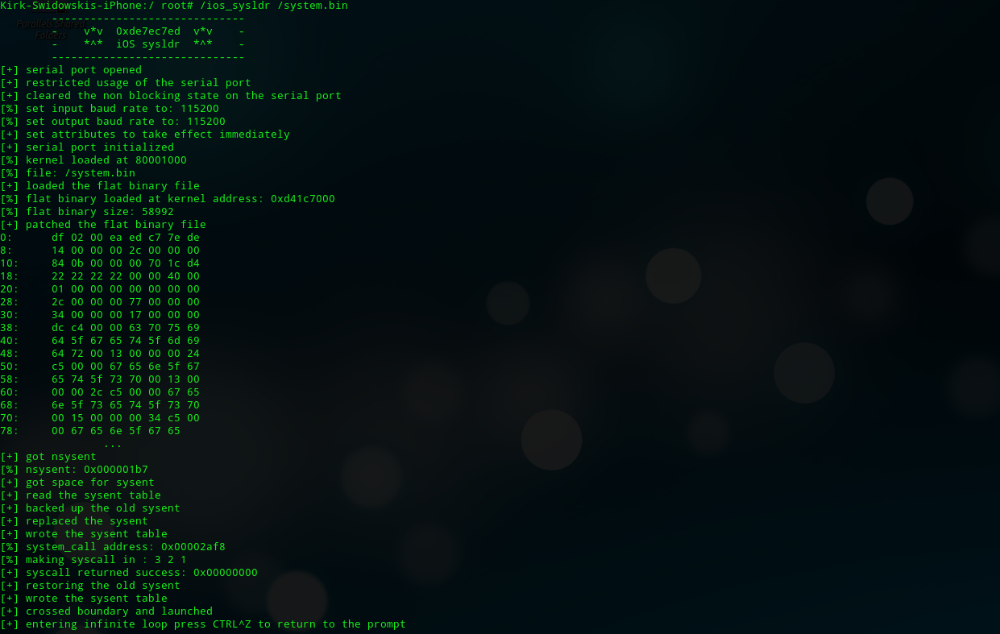 Kirk-Swidowskis-iPhone:/ root# /ios_sysldr /system.bin
        ------------------------------
Parallels Shared
Folders
        -    v*v  0xde7ec7ed  v*v    -
        -    *^*  iOS sysldr  *^*    -
        ------------------------------
[+] serial port opened
[+] restricted usage of the serial port
[+] cleared the non blocking state on the serial port
[%] set input baud rate to: 115200
[%] set output baud rate to: 115200
[+] set attributes to take effect immediately
[+] serial port initialized
[%] kernel loaded at 80001000
[%] file: /system.bin
[+] loaded the flat binary file
[%] flat binary loaded at kernel address: 0xd41c7000
[%] flat binary size: 58992
[+] patched the flat binary file
0:      df 02 00 ea ed c7 7e de
8:      14 00 00 00 2c 00 00 00
10:     84 0b 00 00 00 70 1c d4
18:     22 22 22 22 00 00 40 00
20:     01 00 00 00 00 00 00 00
28:     2c 00 00 00 77 00 00 00
30:     34 00 00 00 17 00 00 00
38:     dc c4 00 00 63 70 75 69
40:     64 5f 67 65 74 5f 6d 69
48:     64 72 00 13 00 00 00 24
50:     c5 00 00 67 65 6e 5f 67
58:     65 74 5f 73 70 00 13 00
60:     00 00 2c c5 00 00 67 65
68:     6e 5f 73 65 74 5f 73 70
70:     00 15 00 00 00 34 c5 00
78:     00 67 65 6e 5f 67 65
                ...
[+] got nsysent
[%] nsysent: 0x000001b7
[+] got space for sysent
[+] read the sysent table
[+] backed up the old sysent
[+] replaced the sysent
[+] wrote the sysent table
[%] system_call address: 0x00002af8
[%] making syscall in : 3 2 1
[+] syscall returned success: 0x00000000
[+] restoring the old sysent
[+] wrote the sysent table
[+] crossed boundary and launched
[+] entering infinite loop press CTRL^Z to return to the prompt